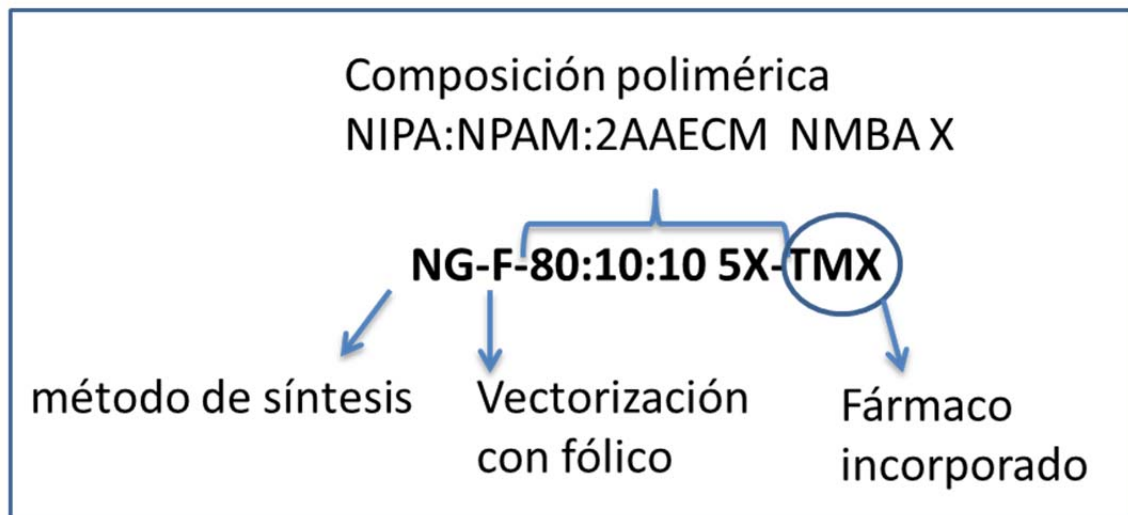 Composición polimérica
NIPA:NPAM:2AAECM NMBA X
NG-F-80:10:10 5X-TMX
método de síntesis
Vectorización
con fólico
Fármaco
incorporado